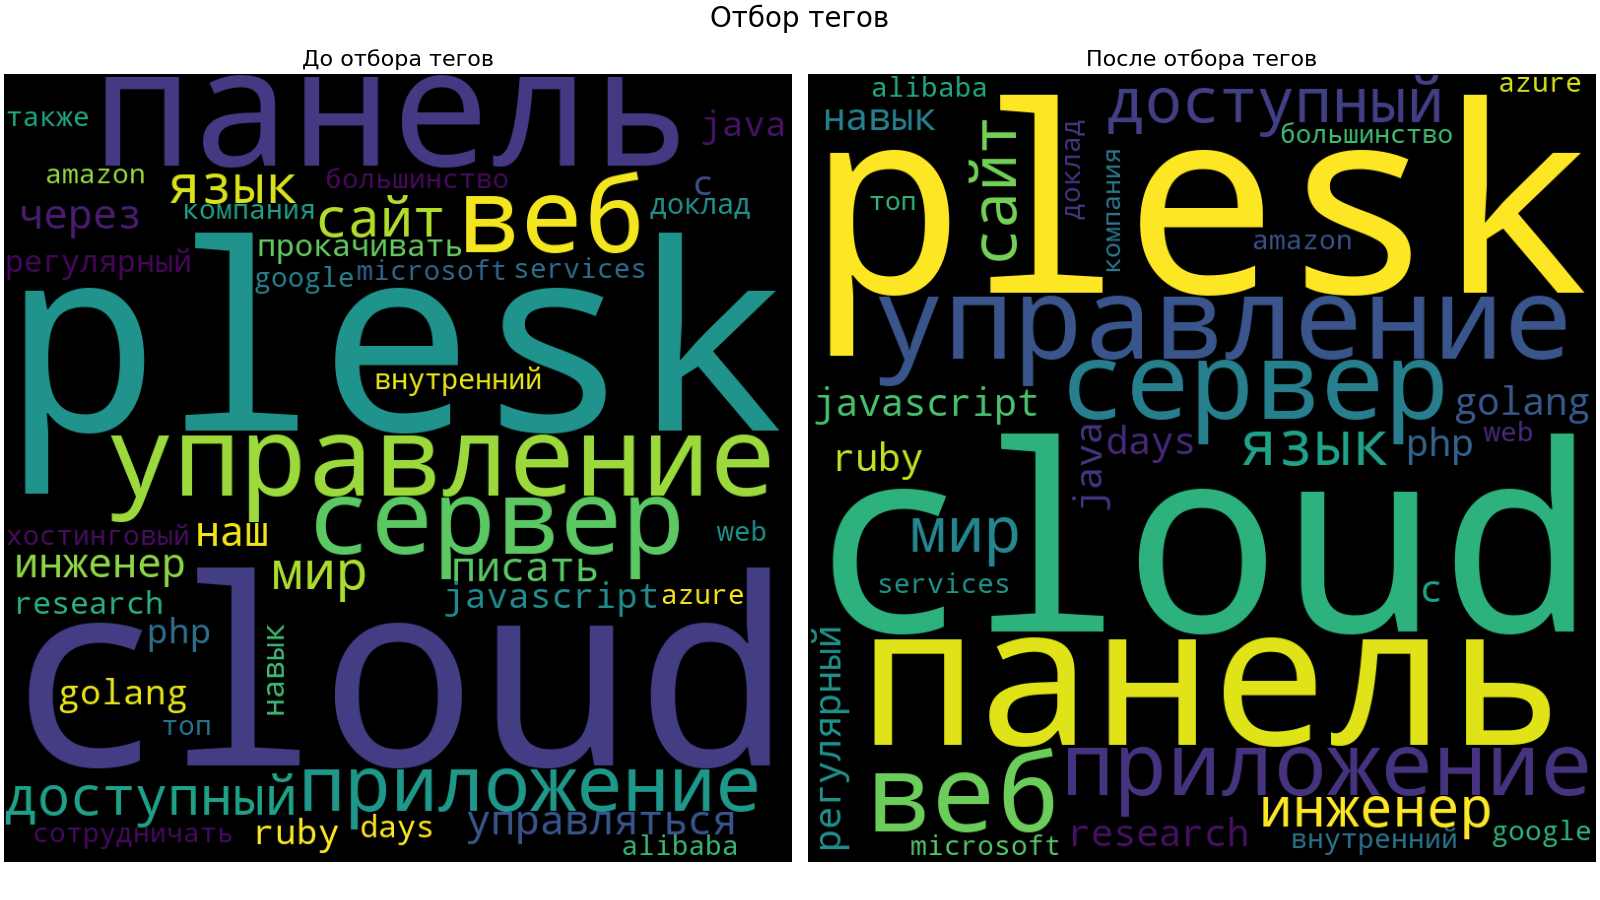 Отбор тегов
До отбора тегов
панель
также
java
amazon
язык
большинство
с
через
компания
сайт
веб
доклад
прокачивать
регулярный
google
microsoft
services
plesk
внутренний
управление
сервер
хостинговый
наш
web
инженер
мир
писать
research
javascript
azure
cloud
php
навык
golang
топ
доступный
приложение
сотрудничать
ruby
days
управляться
alibaba
После отбора тегов
alibaba
azure
навык
доступный
сайт
доклад
большинство
компания
plesk
топ
amazon
управление
сервер
javascript
golang
java
days
язык
php
web
ruby
cloud
мир
services
с
регулярный
панель
веб
приложение
инженер
research
внутренний
google
microsoft